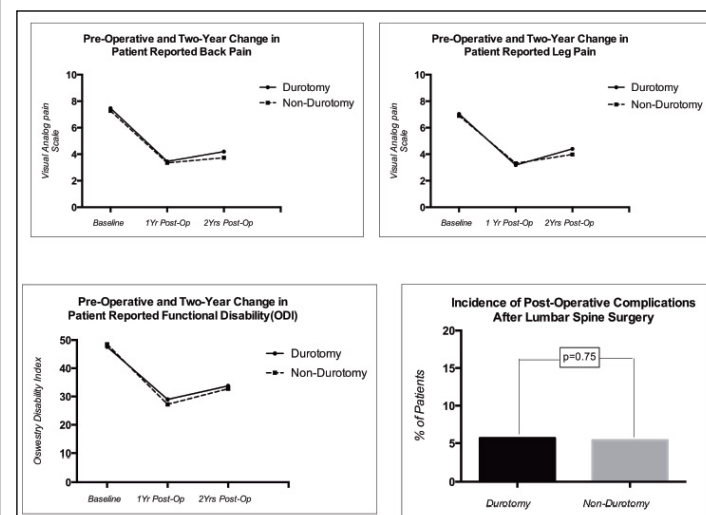 Pre-Operative and Two-Year Change in
Patient Reported Back Pain
10
8
6
4
2
0
Visual Analog pain
Scale
Durotomy
Non-Durotomy
Baseline
1Yr Post-Op
2Yrs Post-Op
Pre-Operative and Two-Year Change in
Patient Reported Leg Pain
10
8
6
4
2
0
Visual Analog pain
Scale
Durotomy
Non-Durotomy
Baseline
1 Yr Post-Op
2Yrs Post-Op
Pre-Operative and Two-Year Change in
Patient Reported Functional Disability(ODI)
50
40
30
20
10
0
Oswestry Disability Index
Durotomy
Non-Durotomy
Baseline
1Yr Post-Op
2Yrs Post-Op
Incidence of Post-Operative Complications
After Lumbar Spine Surgery
20
15
10
5
0
% of Patients
p=0.75
Durotomy
Non-Durotomy